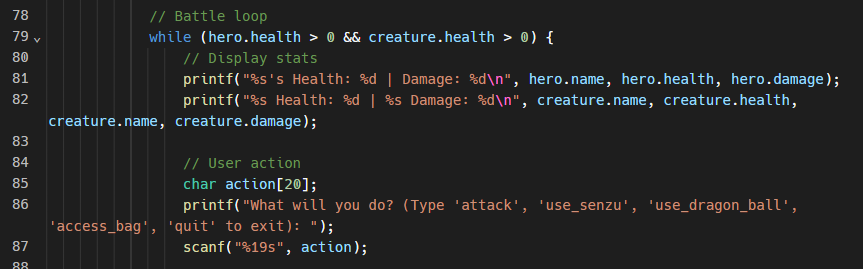 78 // Battle loop
79 while (hero.health > 0 && creature.health > 0) {
80 // Display stats
81 printf("%s's Health: %d | Damage: %d\n", hero.name, hero.health, hero.damage);
82 printf("%s Health: %d | %s Damage: %d\n", creature.name, creature.health,
creature.name, creature.damage);
83
84 // User action
85 char action[20];
86 printf("What will you do? (Type 'attack', 'use_senzu', 'use_dragon_ball',
'access_bag', 'quit' to exit): ");
87 scanf("%19s", action);
88